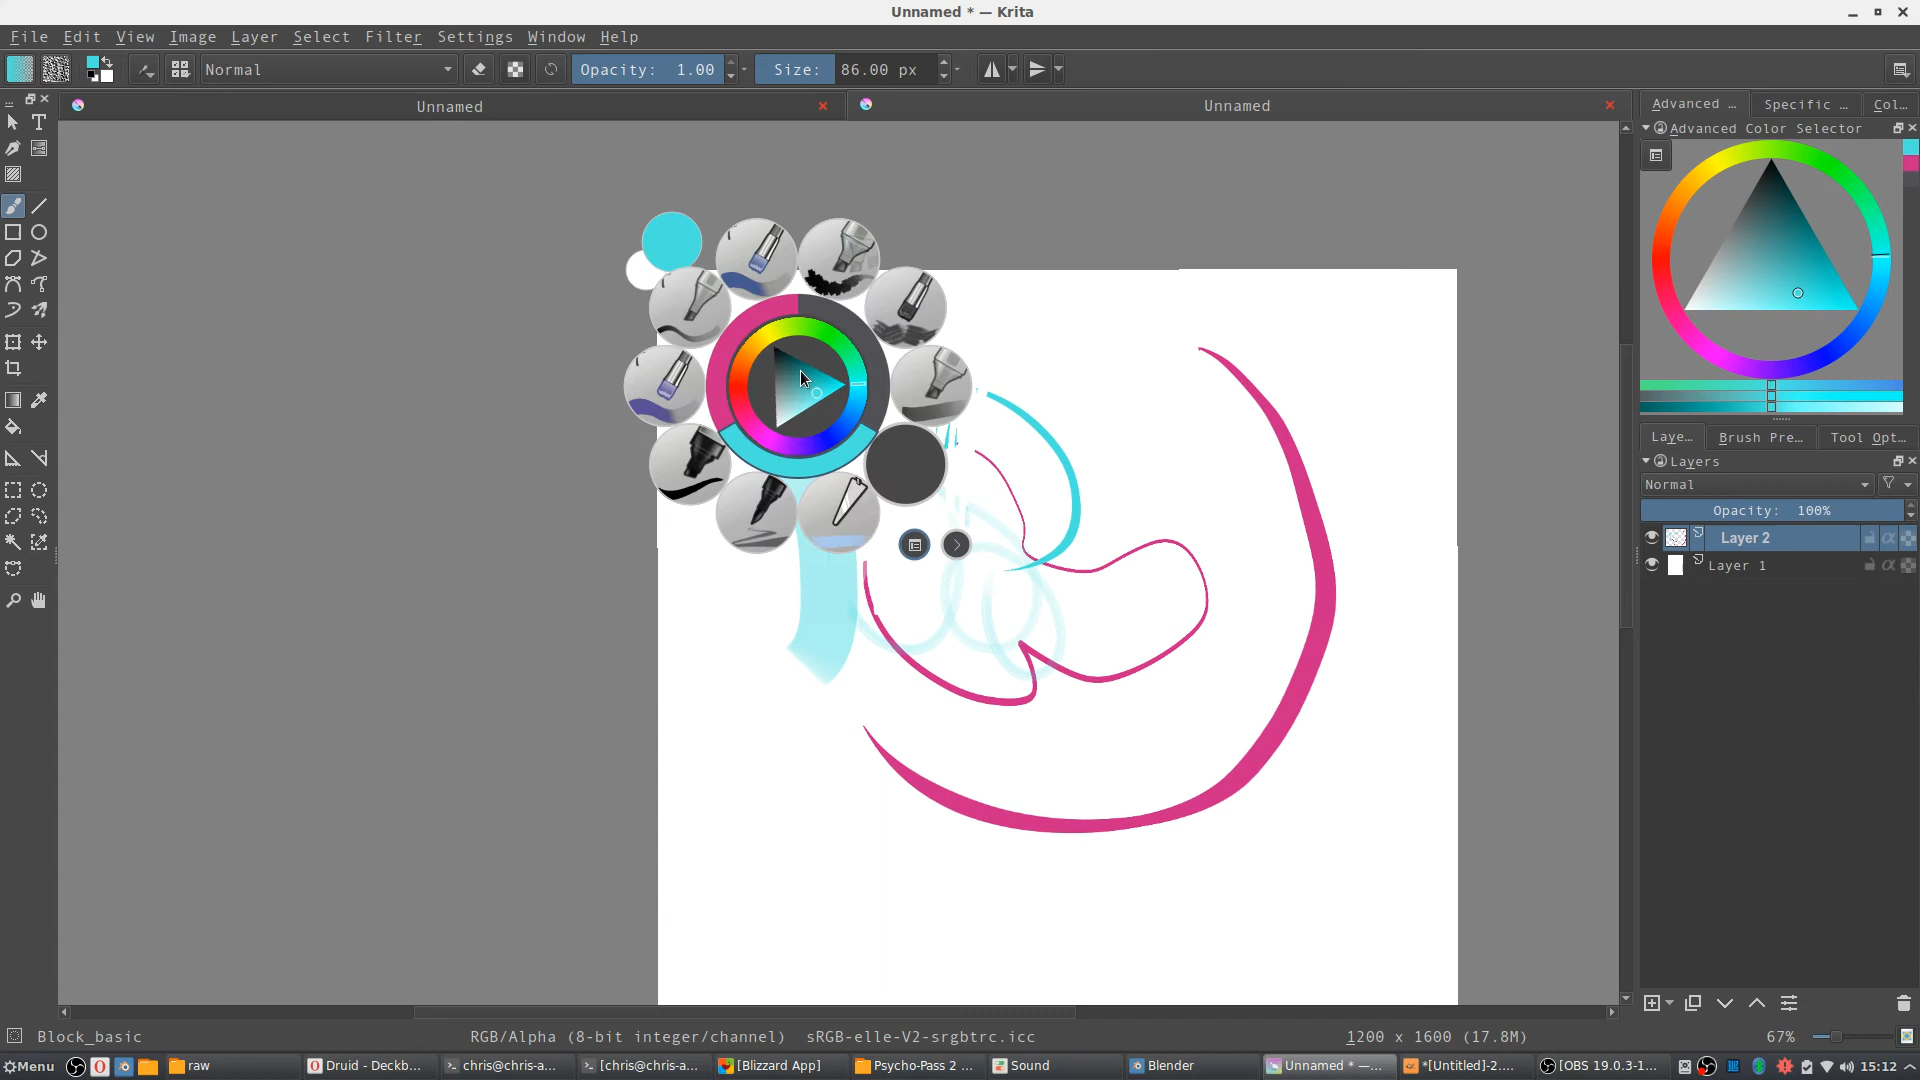 Unnamed * — Krita
File Edit View Image Layer Select Filter Settings Window Help
Normal Opacity: 1.00 Size: 86.00 px
Unnamed Unnamed
Advanced ... Specific ... Col...
Advanced Color Selector
Laye... Brush Pre... Tool Opt...
Layers
Normal
Opacity: 100%
Layer 2
Layer 1
Block_basic RGB/Alpha (8-bit integer/channel) sRGB-elle-V2-srgbtrc.icc 1200 x 1600 (17.8M) 67%
Menu raw Druid - Deckb... chris@chris-a... [chris@chris-a... [Blizzard App] Psycho-Pass 2 ... Sound Blender Unnamed * —... *[Untitled]-2.... [OBS 19.0.3-1... 15:12